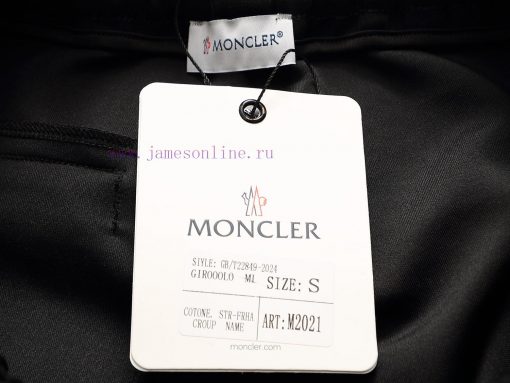 MONCLER®
www.jamesonline.ru
MONCLER
STYLE: GB/T22849-2024
GIROOOLO M1
SIZE: S
COTONE, STR-FRHA
CROUP NAME
ART:M2021
moncler.com